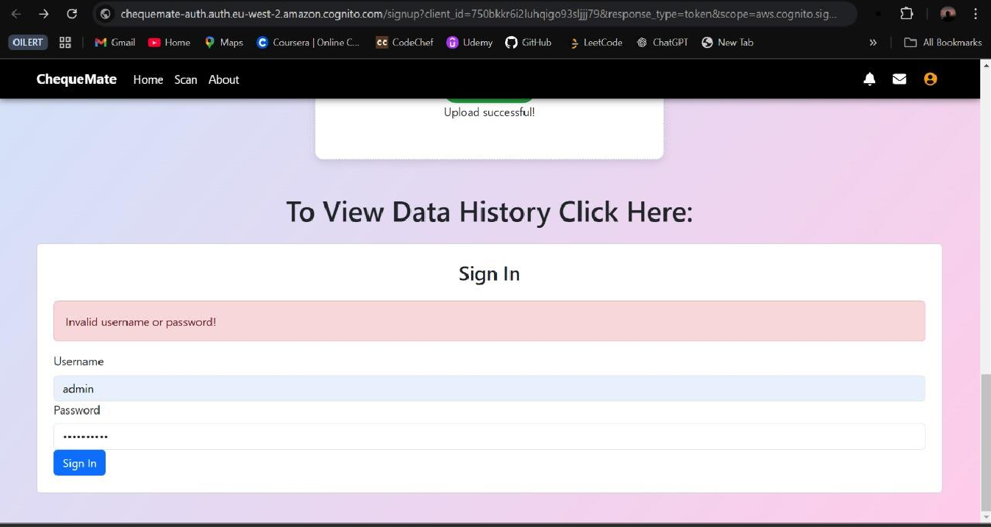 chequemate-auth.auth.eu-west-2.amazon.cognito.com/signup?client_id=750bkkr6i2luhqigo93sljjj79&response_type=token&scope=aws.cognito.sig...
OILERT Gmail Home Maps Coursera | Online C... CodeChef Udemy GitHub LeetCode ChatGPT New Tab » All Bookmarks
ChequeMate Home Scan About
Upload successful!
To View Data History Click Here:
Sign In
Invalid username or password!
Username
admin
Password
••••••••••
Sign In